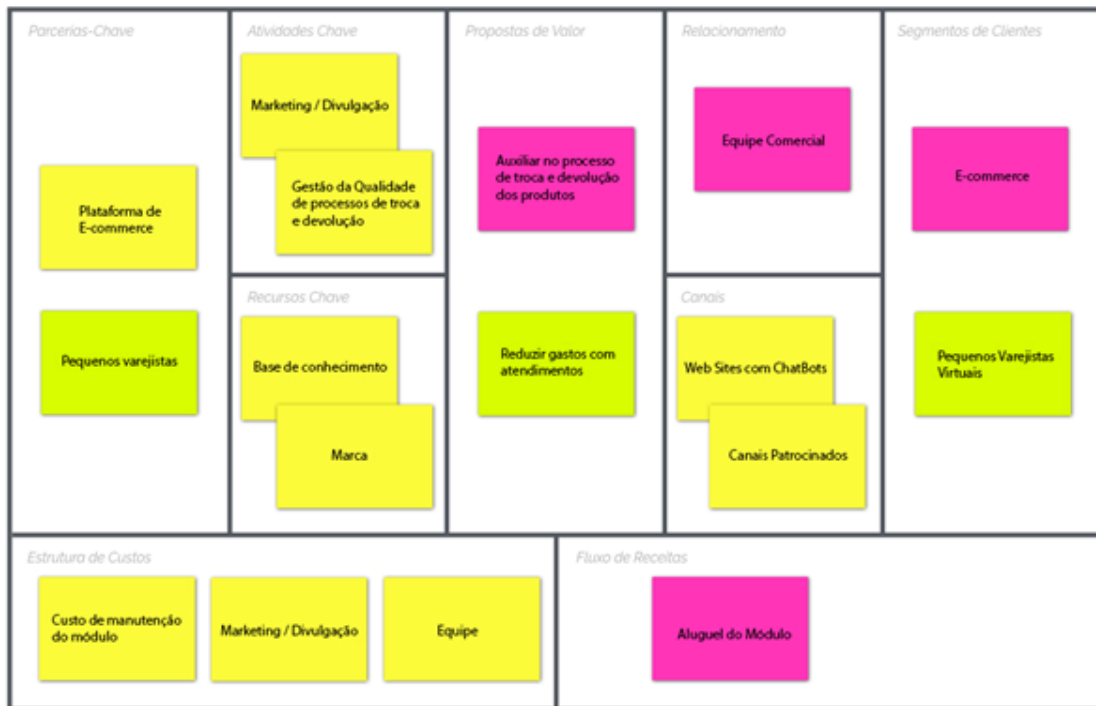 Parcerias-Chave
Plataforma de
E-commerce
Pequenos varejistas
Atividades Chave
Marketing / Divulgação
Gestão da Qualidade
de processos de troca
e devolução
Recursos Chave
Base de conhecimento
Marca
Propostas de Valor
Auxiliar no processo
de troca e devolução
dos produtos
Reduzir gastos com
atendimentos
Relacionamento
Equipe Comercial
Canais
Web Sites com ChatBots
Canais Patrocinados
Segmentos de Clientes
E-commerce
Pequenos Varejistas
Virtuais
Estrutura de Custos
Custo de manutenção
do módulo
Marketing / Divulgação
Equipe
Fluxo de Receitas
Aluguel do Módulo